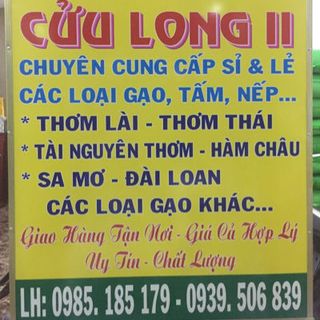 CỬU LONG II
CHUYÊN CUNG CẤP SỈ & LẺ
CÁC LOẠI GẠO, TẤM, NẾP...
* THƠM LÀI - THƠM THÁI
* TÀI NGUYÊN THƠM - HÀM CHÂU
* SA MƠ - ĐÀI LOAN
CÁC LOẠI GẠO KHÁC...
Giao Hàng Tận Nơi - Giá Cả Hợp Lý
Uy Tín - Chất Lượng
LH: 0985. 185 179 - 0939. 506 839